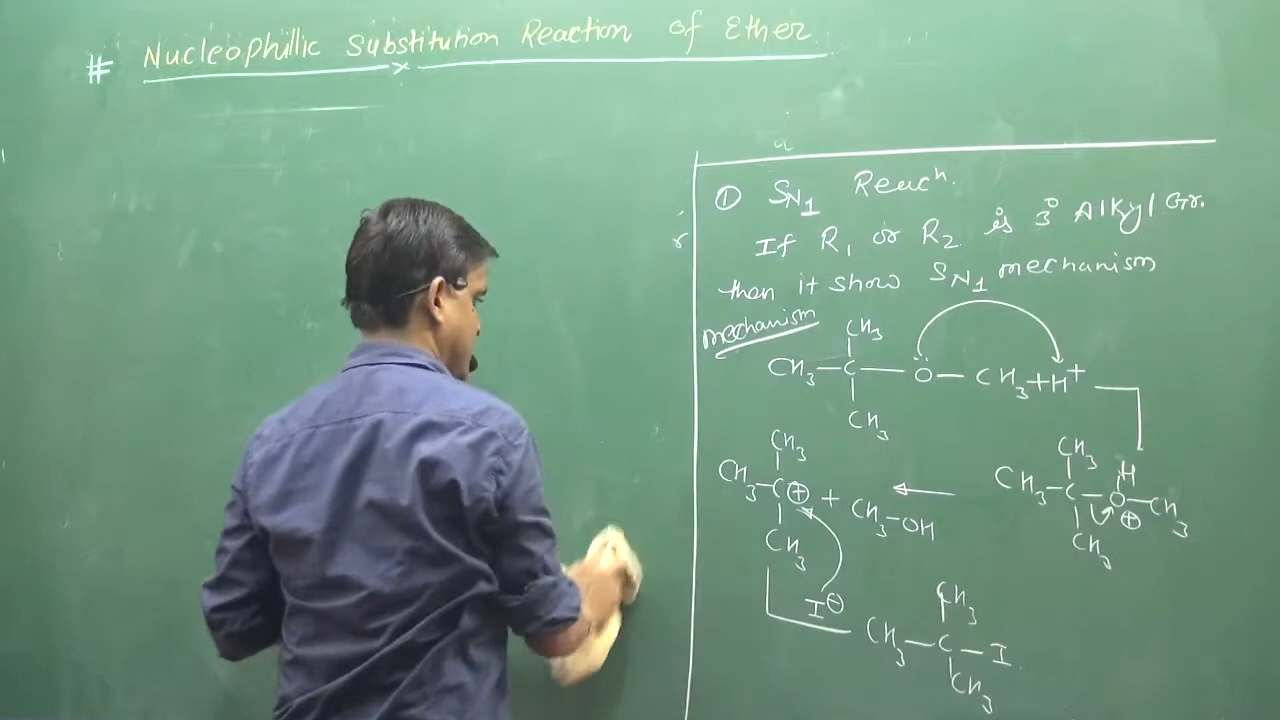 # Nucleophillic Substitution Reaction of Ether
① SN1 Reacⁿ.
If R1 or R2 is 3° Alkyl Gr.
then it show SN1 mechanism
mechanism
CH3
CH3—C—Ö—CH3+H⁺
CH3
CH3 H
CH3—C—O—CH3
⊕
CH3
CH3
CH3—C⊕ + CH3—OH
CH3
I⊖
CH3
CH3—C—I
CH3